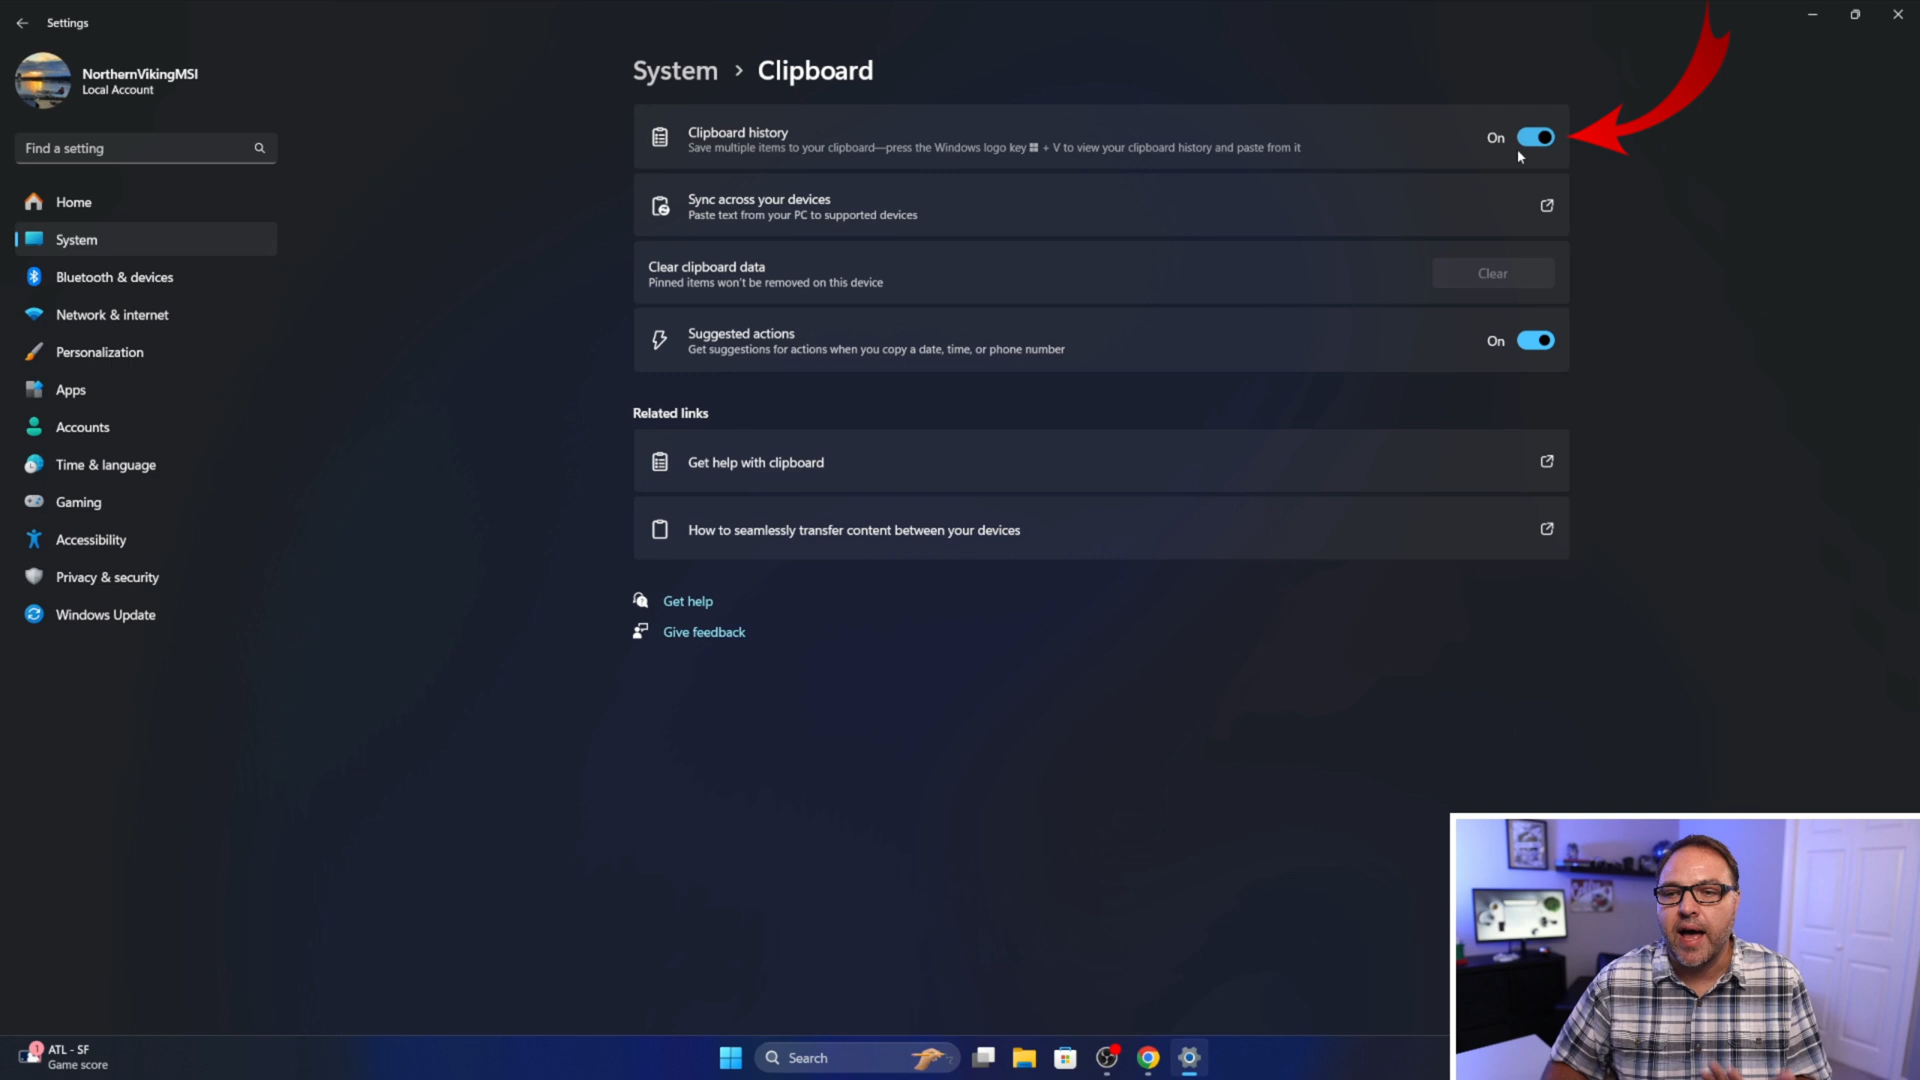 Settings
NorthernVikingMSI
Local Account
Find a setting
Home
System
Bluetooth & devices
Network & internet
Personalization
Apps
Accounts
Time & language
Gaming
Accessibility
Privacy & security
Windows Update
System > Clipboard
Clipboard history
Save multiple items to your clipboard—press the Windows logo key + V to view your clipboard history and paste from it
On
Sync across your devices
Paste text from your PC to supported devices
Clear clipboard data
Pinned items won't be removed on this device
Clear
Suggested actions
Get suggestions for actions when you copy a date, time, or phone number
On
Related links
Get help with clipboard
How to seamlessly transfer content between your devices
Get help
Give feedback
1
ATL - SF
Game score
Search